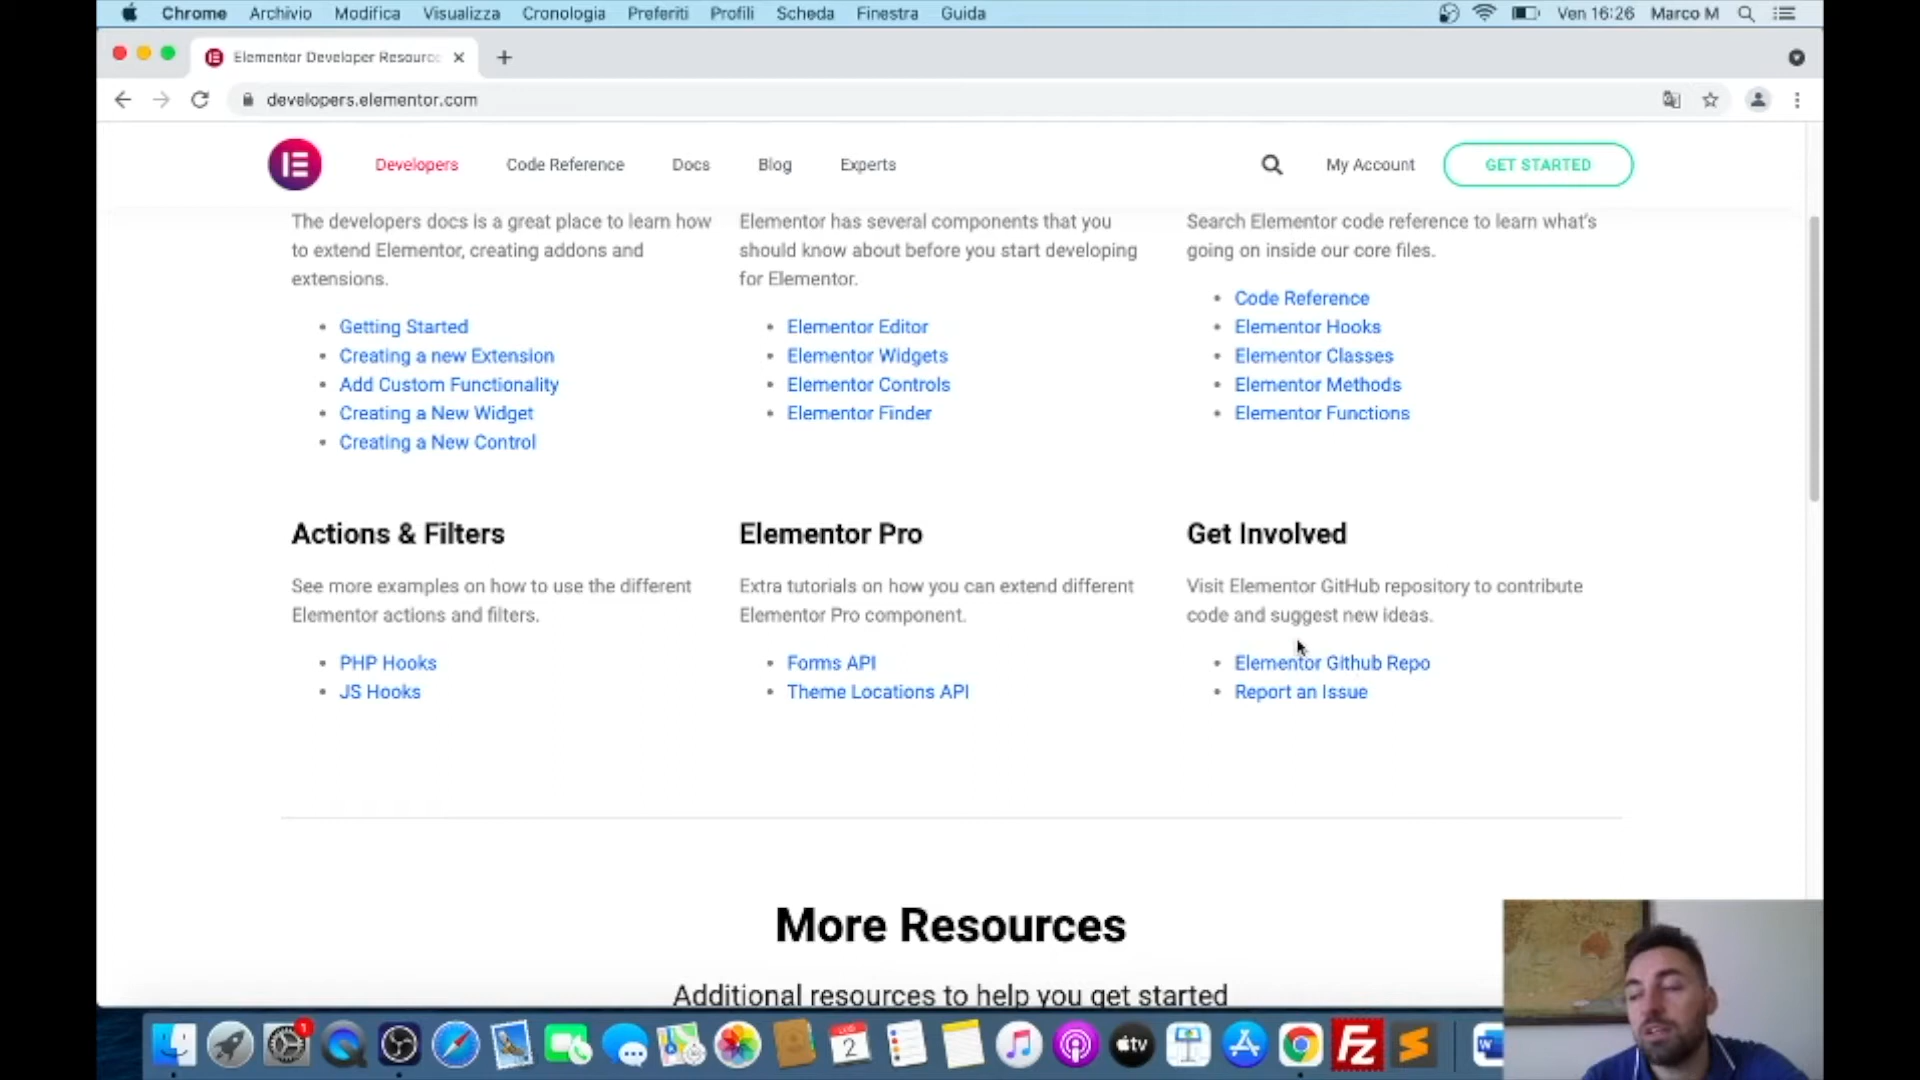 Chrome Archivio Modifica Visualizza Cronologia Preferiti Profili Scheda Finestra Guida Ven 16:26 Marco M
Elementor Developer Resourc
developers.elementor.com
Developers Code Reference Docs Blog Experts My Account GET STARTED
The developers docs is a great place to learn how
to extend Elementor, creating addons and
extensions.
Getting Started
Creating a new Extension
Add Custom Functionality
Creating a New Widget
Creating a New Control
Elementor has several components that you
should know about before you start developing
for Elementor.
Elementor Editor
Elementor Widgets
Elementor Controls
Elementor Finder
Search Elementor code reference to learn what's
going on inside our core files.
Code Reference
Elementor Hooks
Elementor Classes
Elementor Methods
Elementor Functions
Actions & Filters
See more examples on how to use the different
Elementor actions and filters.
PHP Hooks
JS Hooks
Elementor Pro
Extra tutorials on how you can extend different
Elementor Pro component.
Forms API
Theme Locations API
Get Involved
Visit Elementor GitHub repository to contribute
code and suggest new ideas.
Elementor Github Repo
Report an Issue
More Resources
Additional resources to help you get started
1
LUG
2
tv
FZ
W